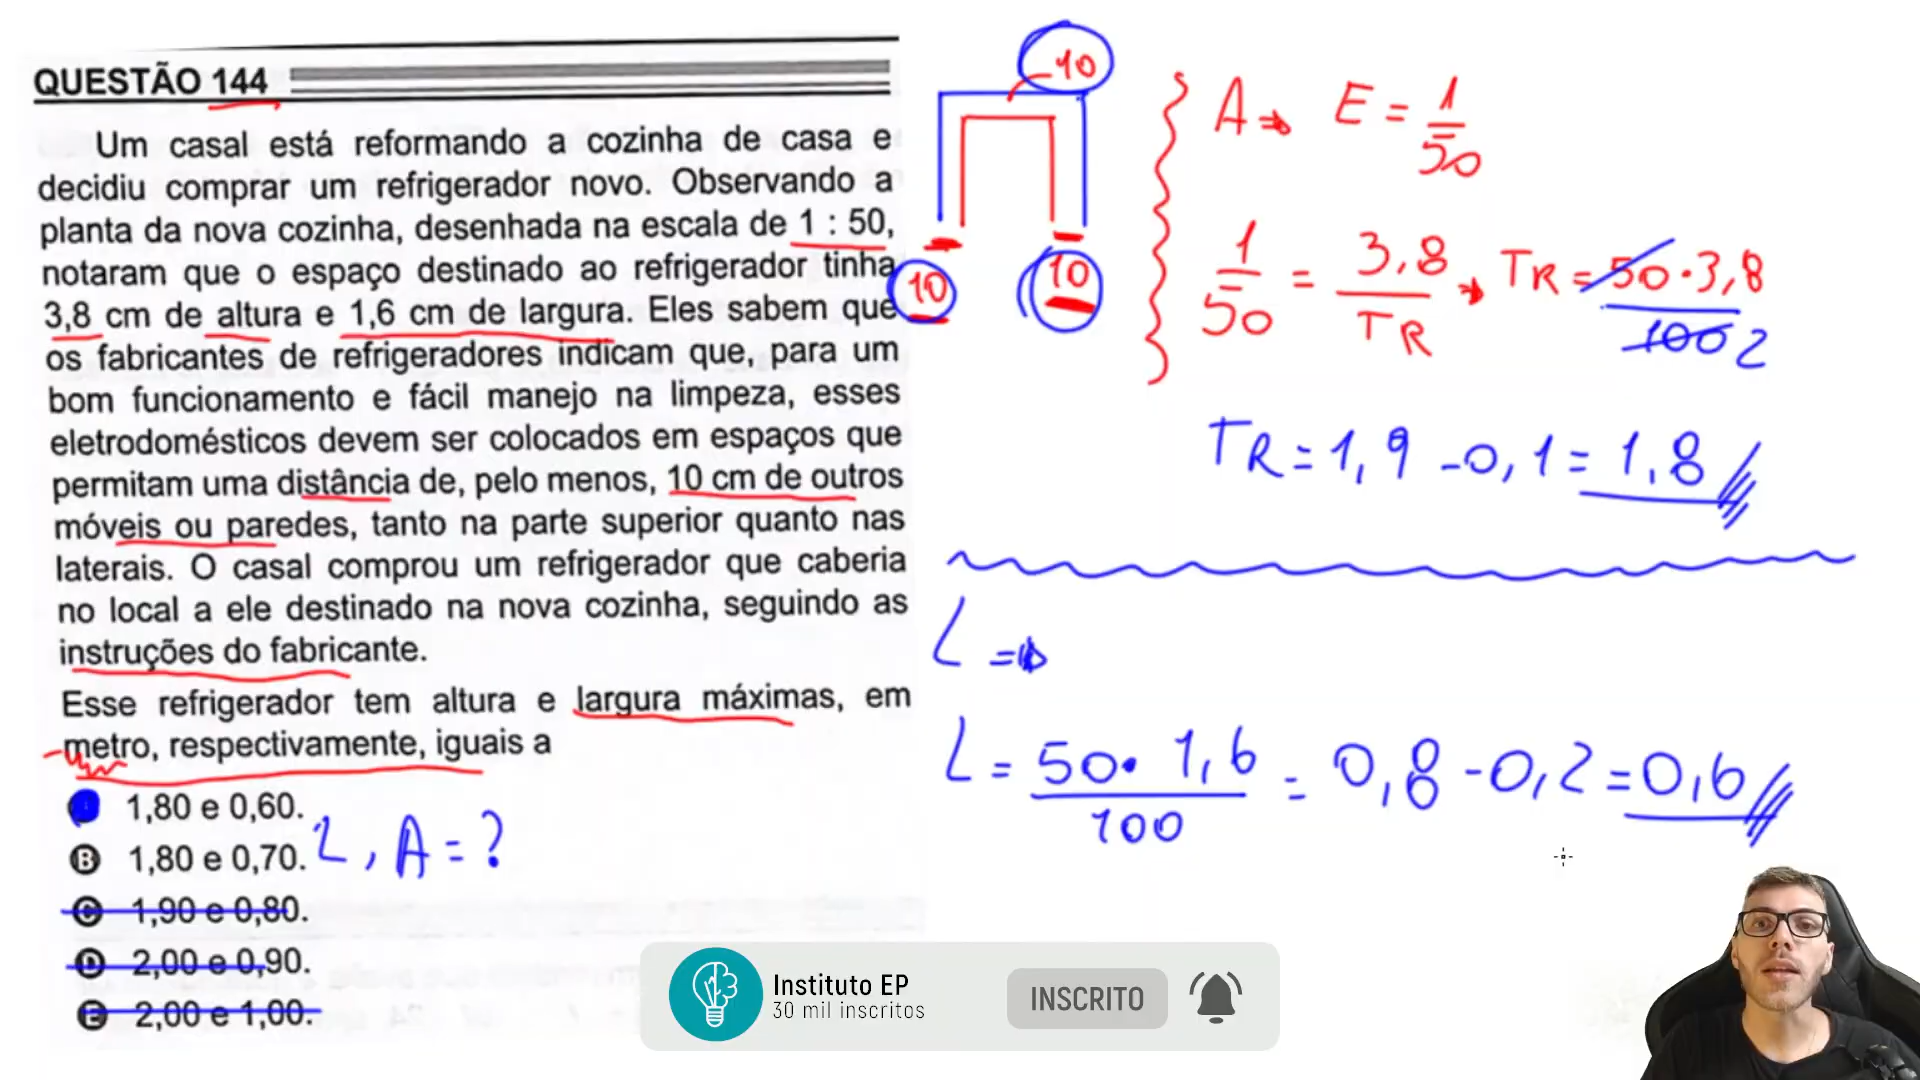 QUESTÃO 144
Um casal está reformando a cozinha de casa e
decidiu comprar um refrigerador novo. Observando a
planta da nova cozinha, desenhada na escala de 1 : 50,
notaram que o espaço destinado ao refrigerador tinha
3,8 cm de altura e 1,6 cm de largura. Eles sabem que
os fabricantes de refrigeradores indicam que, para um
bom funcionamento e fácil manejo na limpeza, esses
eletrodomésticos devem ser colocados em espaços que
permitam uma distância de, pelo menos, 10 cm de outros
móveis ou paredes, tanto na parte superior quanto nas
laterais. O casal comprou um refrigerador que caberia
no local a ele destinado na nova cozinha, seguindo as
instruções do fabricante.
Esse refrigerador tem altura e largura máximas, em
metro, respectivamente, iguais a
1,80 e 0,60.
B 1,80 e 0,70.
C 1,90 e 0,80.
D 2,00 e 0,90.
E 2,00 e 1,00.
L, A = ?
10
10
10
A ⇒ E = 1/50
1/50 = 3,8/TR → TR = 50·3,8/100 2
TR = 1,9 - 0,1 = 1,8
L ⇒
L = 50·1,6/100 = 0,8 - 0,2 = 0,6
Instituto EP
30 mil inscritos
INSCRITO